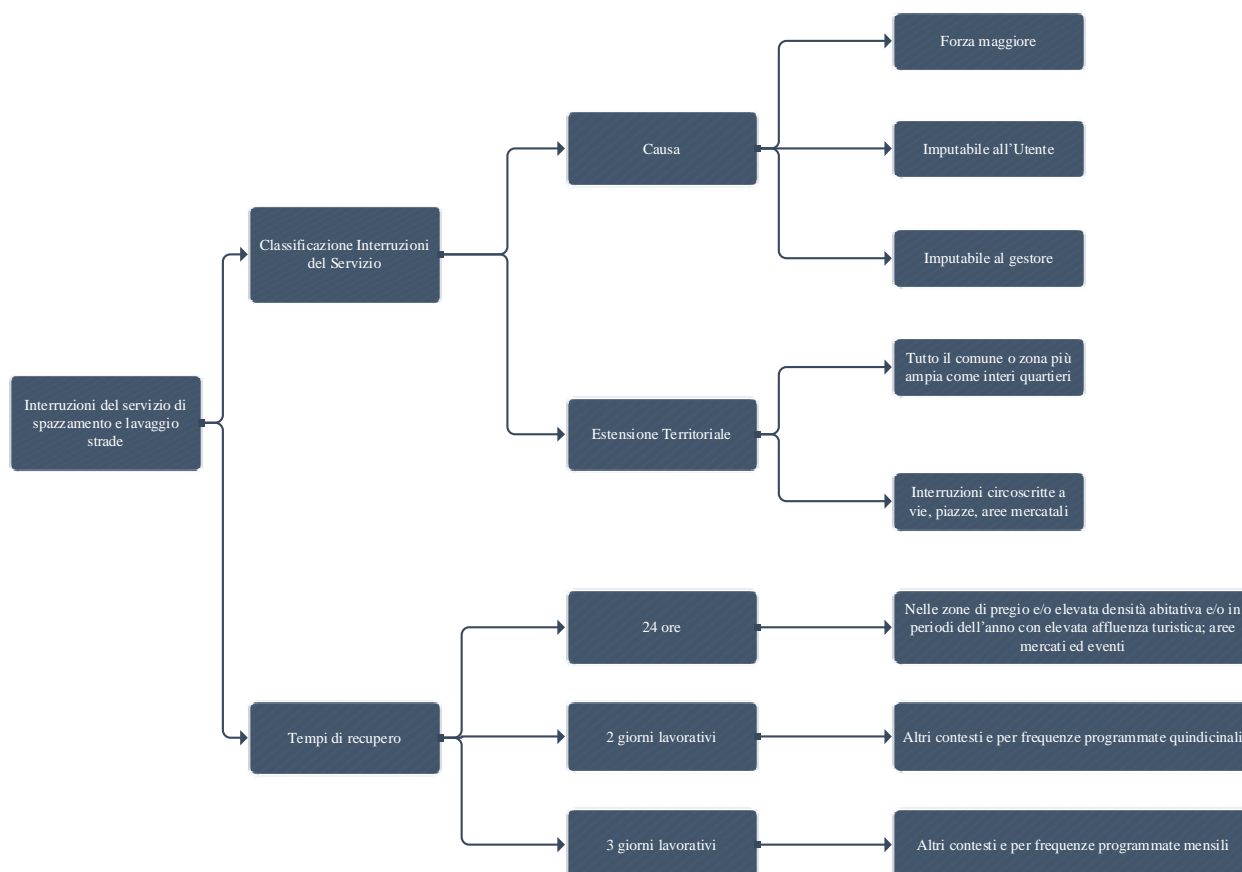 Forza maggiore
Causa
Imputabile all’Utente
Classificazione Interruzioni
del Servizio
Imputabile al gestore
Tutto il comune o zona più
ampia come interi quartieri
Interruzioni del servizio di
spazzamento e lavaggio
strade
Estensione Territoriale
Interruzioni circoscritte a
vie, piazze, aree mercatali
24 ore
Nelle zone di pregio e/o elevata densità abitativa e/o in
periodi dell’anno con elevata affluenza turistica; aree
mercati ed eventi
Tempi di recupero
2 giorni lavorativi
Altri contesti e per frequenze programmate quindicinali
3 giorni lavorativi
Altri contesti e per frequenze programmate mensili